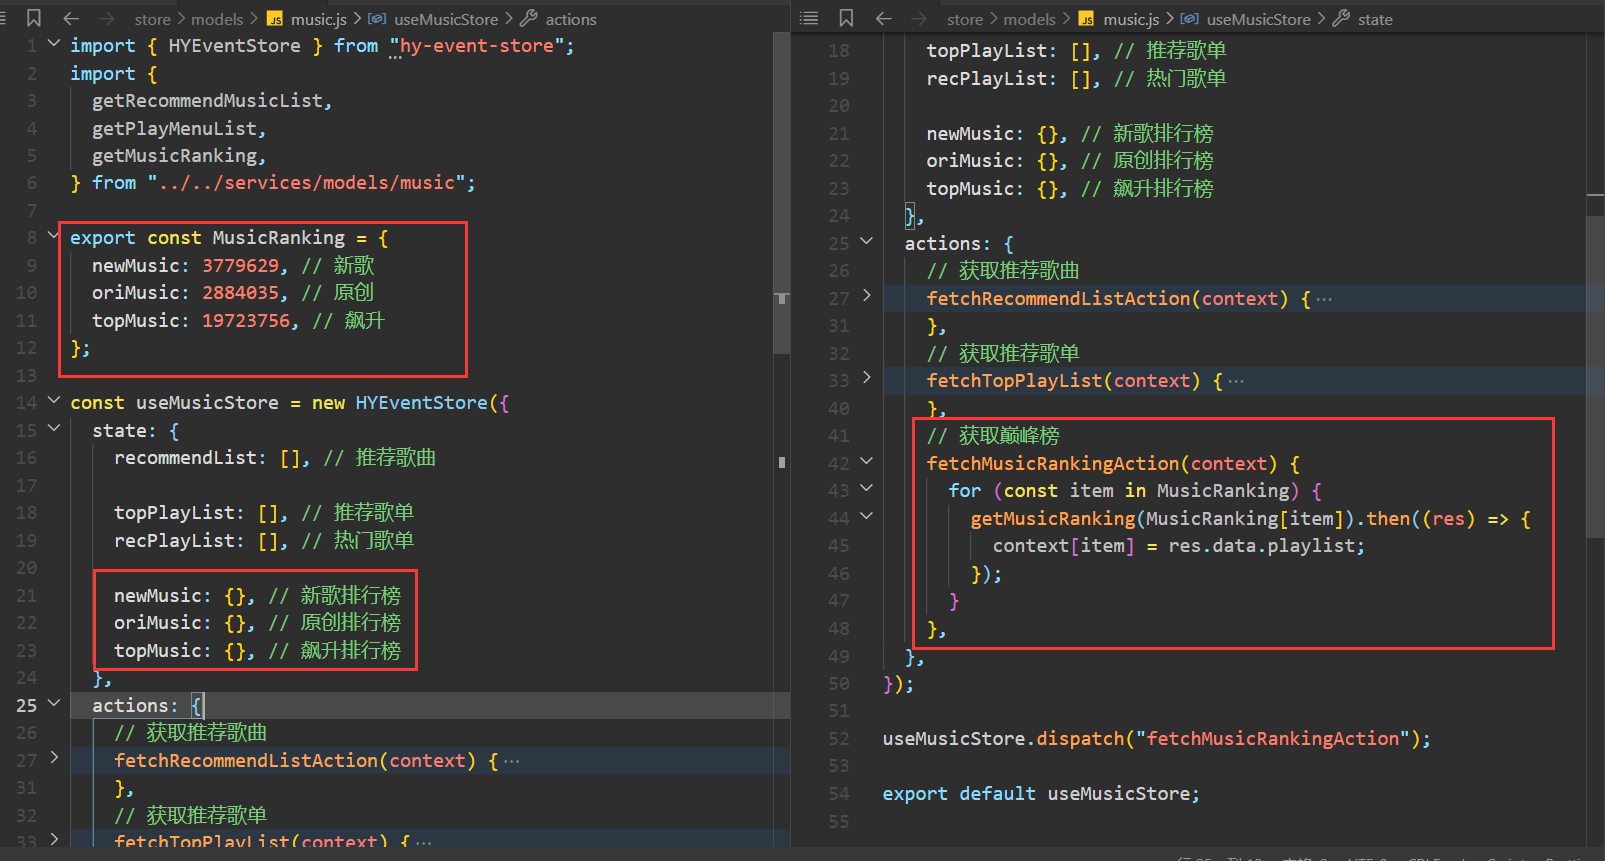 store > models > JS music.js > useMusicStore > actions
1 import { HYEventStore } from "hy-event-store";
2 import {
3 getRecommendMusicList,
4 getPlayMenuList,
5 getMusicRanking,
6 } from "../../services/models/music";
7
8 export const MusicRanking = {
9 newMusic: 3779629, // 新歌
10 oriMusic: 2884035, // 原创
11 topMusic: 19723756, // 飙升
12 };
13
14 const useMusicStore = new HYEventStore({
15 state: {
16 recommendList: [], // 推荐歌曲
17
18 topPlayList: [], // 推荐歌单
19 recPlayList: [], // 热门歌单
20
21 newMusic: {}, // 新歌排行榜
22 oriMusic: {}, // 原创排行榜
23 topMusic: {}, // 飙升排行榜
24 },
25 actions: {
26 // 获取推荐歌曲
27 fetchRecommendListAction(context) { ···
31 },
32 // 获取推荐歌单
33 fetchTopPlayList(context) { ···
store > models > JS music.js > useMusicStore > state
18 topPlayList: [], // 推荐歌单
19 recPlayList: [], // 热门歌单
20
21 newMusic: {}, // 新歌排行榜
22 oriMusic: {}, // 原创排行榜
23 topMusic: {}, // 飙升排行榜
24 },
25 actions: {
26 // 获取推荐歌曲
27 fetchRecommendListAction(context) { ···
31 },
32 // 获取推荐歌单
33 fetchTopPlayList(context) { ···
40 },
41 // 获取巅峰榜
42 fetchMusicRankingAction(context) {
43 for (const item in MusicRanking) {
44 getMusicRanking(MusicRanking[item]).then((res) => {
45 context[item] = res.data.playlist;
46 });
47 }
48 },
49 },
50 });
51
52 useMusicStore.dispatch("fetchMusicRankingAction");
53
54 export default useMusicStore;
55